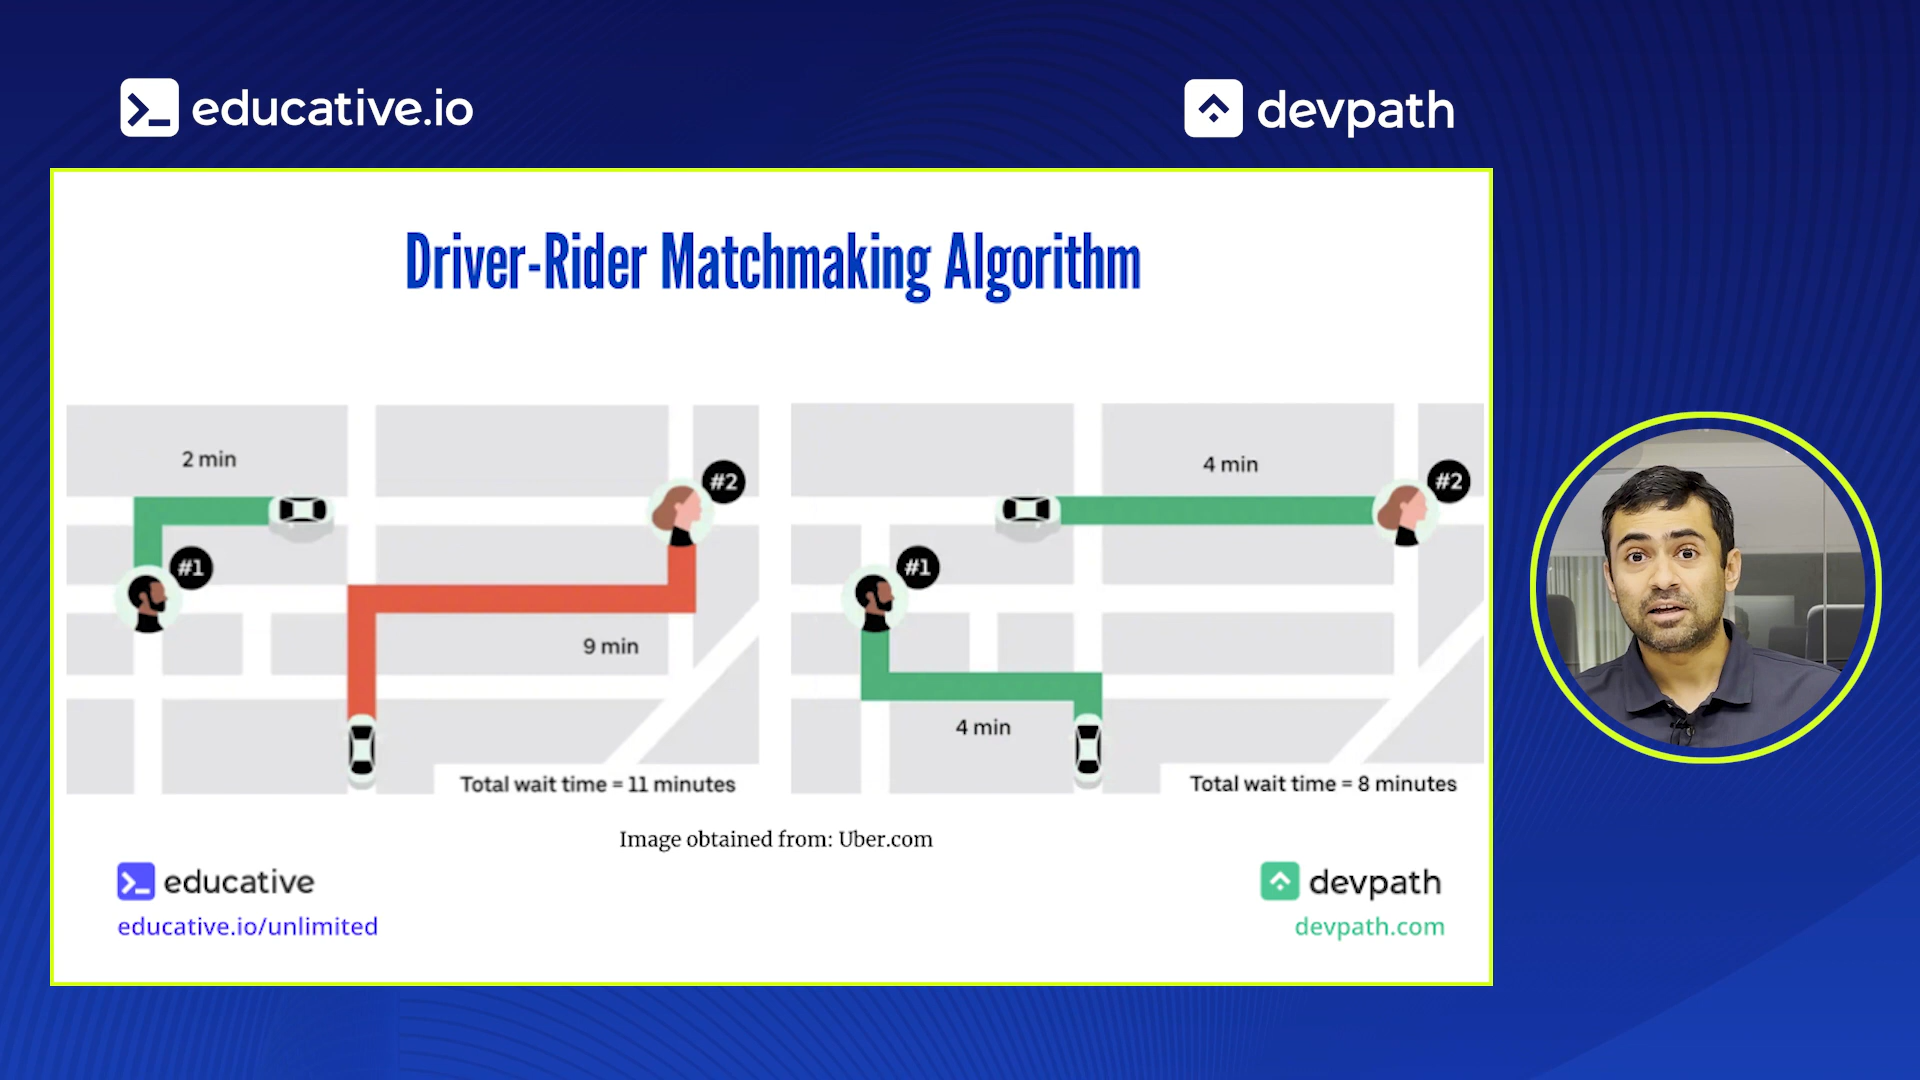 educative.io
devpath
Driver-Rider Matchmaking Algorithm
2 min
#2
#1
9 min
Total wait time = 11 minutes
4 min
#2
#1
4 min
Total wait time = 8 minutes
Image obtained from: Uber.com
educative
educative.io/unlimited
devpath
devpath.com